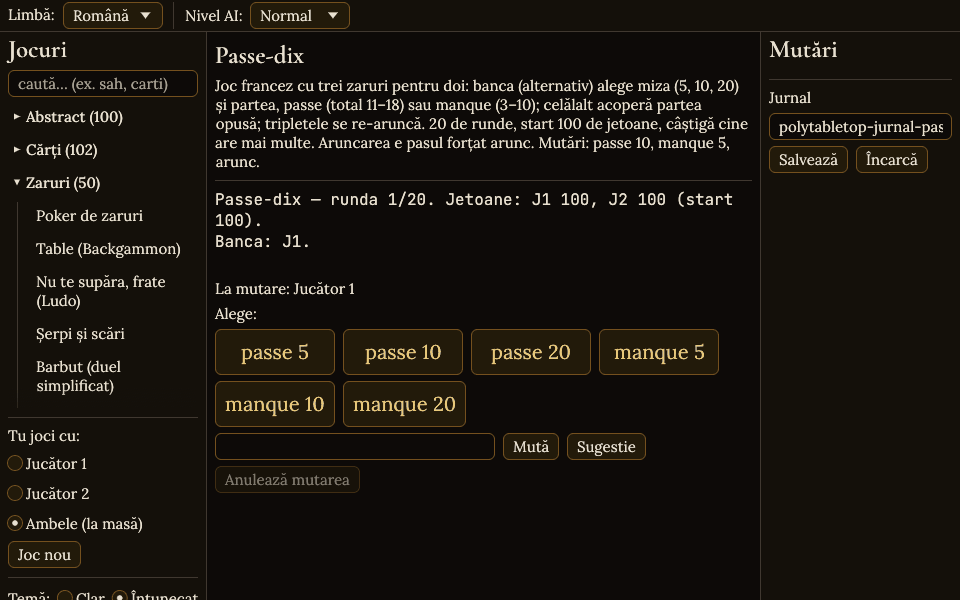 Limbă: Română Nivel AI: Normal
Jocuri
caută... (ex. sah, carti)
Abstract (100)
Cărți (102)
Zaruri (50)
Poker de zaruri
Table (Backgammon)
Nu te supăra, frate
(Ludo)
Șerpi și scări
Barbut (duel
simplificat)
Tu joci cu:
Jucător 1
Jucător 2
Ambele (la masă)
Joc nou
Temă: Clar Întunecat
Passe-dix
Joc francez cu trei zaruri pentru doi: banca (alternativ) alege miza (5, 10, 20)
și partea, passe (total 11–18) sau manque (3–10); celălalt acoperă partea
opusă; tripletele se re-aruncă. 20 de runde, start 100 de jetoane, câștigă cine
are mai multe. Aruncarea e pasul forțat arunc. Mutări: passe 10, manque 5,
arunc.
Passe-dix — runda 1/20. Jetoane: J1 100, J2 100 (start
100).
Banca: J1.
La mutare: Jucător 1
Alege:
passe 5 passe 10 passe 20 manque 5
manque 10 manque 20
Mută Sugestie
Anulează mutarea
Mutări
Jurnal
polytabletop-jurnal-pas
Salvează Încarcă